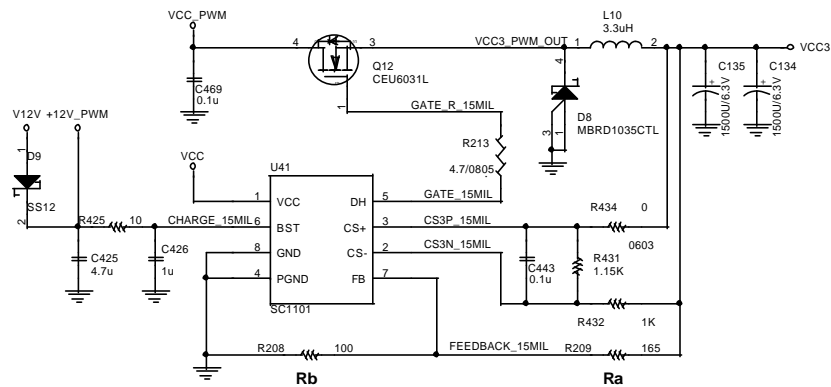 VCC_PWM
L10
3.3uH
4
3
VCC3_PWM_OUT
1
2
VCC3
Q12
CEU6031L
C469
0.1u
4
C135
1500U/6.3V
C134
1500U/6.3V
1
GATE_R_15MIL
D8
MBRD1035CTL
3
1
V12V
+12V_PWM
R213
4.7/0805
VCC
U41
1
D9
SS12
2
1
VCC
DH
5
GATE_15MIL
R425
10
CHARGE_15MIL
6
BST
CS+
3
CS3P_15MIL
R434
0
0603
8
GND
CS-
2
CS3N_15MIL
C425
4.7u
C426
1u
C443
0.1u
R431
1.15K
4
PGND
FB
7
SC1101
R432
1K
R208
100
FEEDBACK_15MIL
R209
165
Rb
Ra